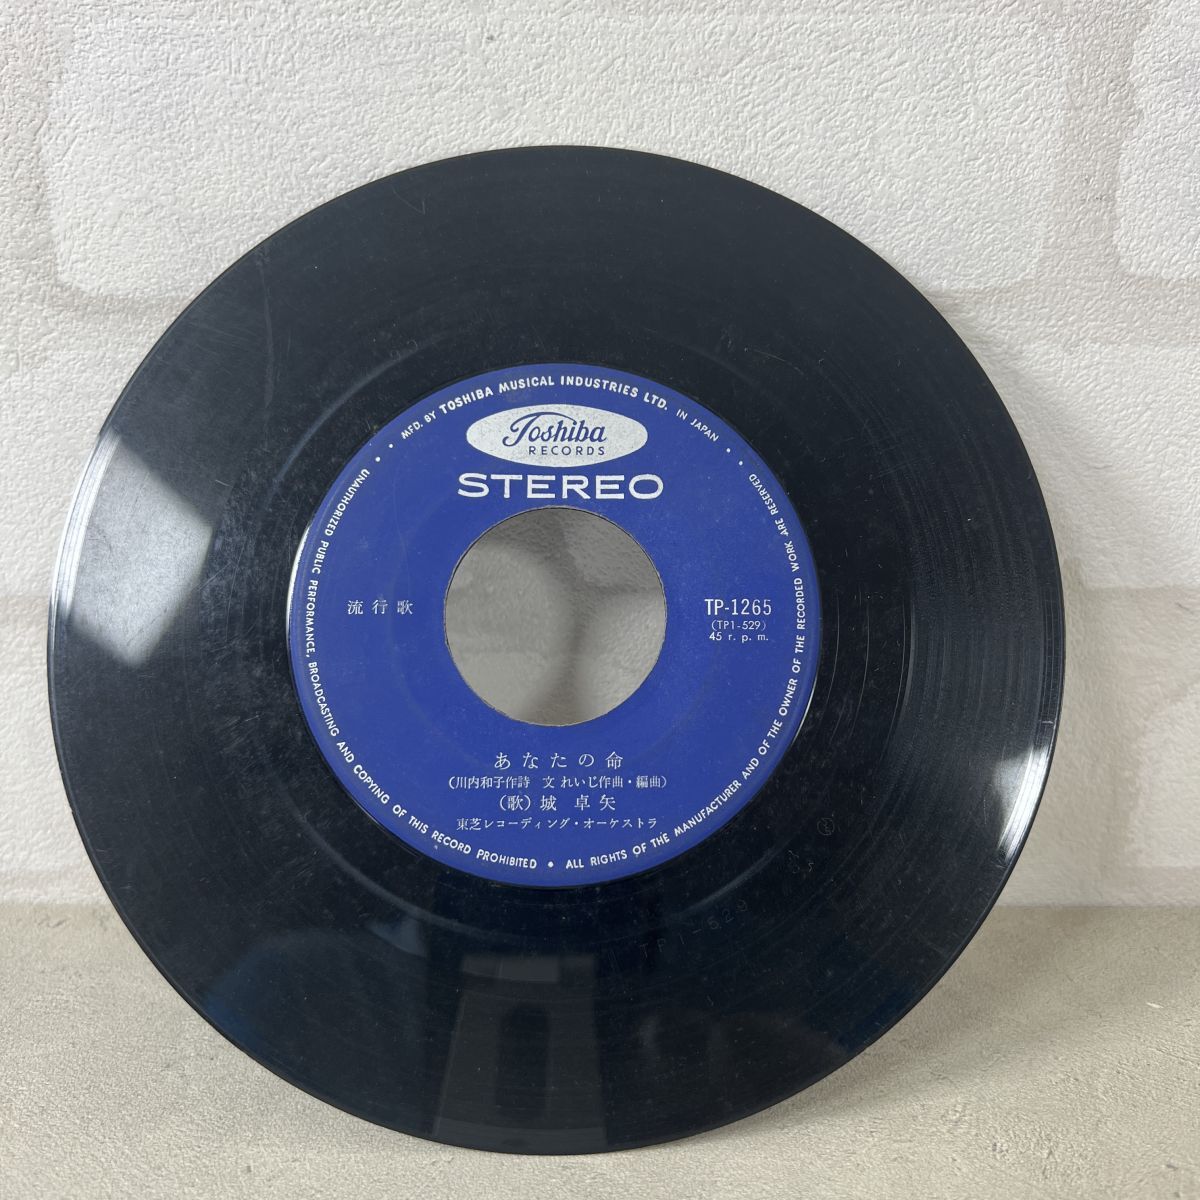 MFD. BY TOSHIBA MUSICAL INDUSTRIES LTD. IN JAPAN
Toshiba
RECORDS
STEREO
流行歌
TP-1265
(TP1-529)
45 r. p. m.
あなたの命
(川内和子作詩 文 れいじ作曲・編曲)
(歌) 城 卓 矢
東芝レコーディング・オーケストラ
UNAUTHORIZED PUBLIC PERFORMANCE, BROADCASTING AND COPYING OF THIS RECORD PROHIBITED • ALL RIGHTS OF THE MANUFACTURER AND OF THE OWNER OF THE RECORDED WORK ARE RESERVED
TP1-529